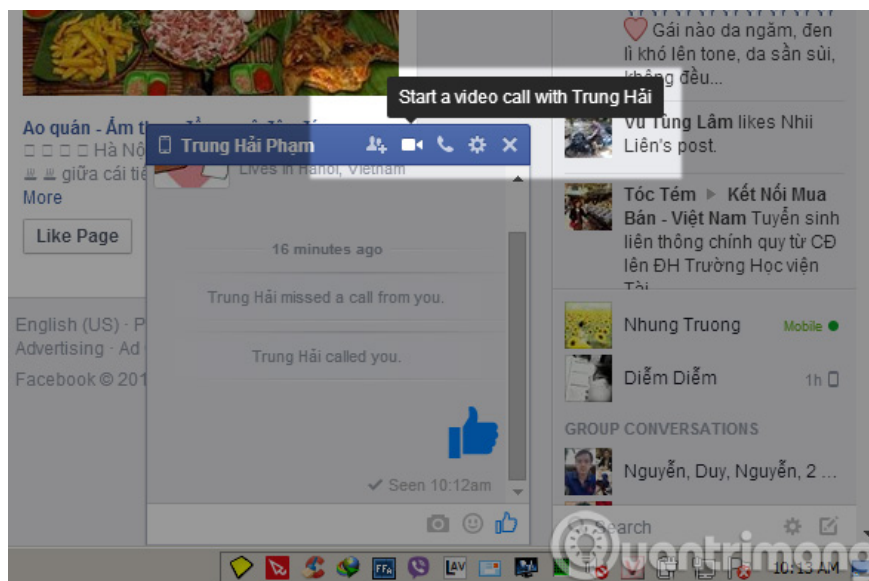 Gái nào da ngăm, đen
lì khó lên tone, da sần sùi,
không đều...
Start a video call with Trung Hải
Vũ Tùng Lâm likes Nhii
Liên's post.
Ao quán - Ẩm
Hà Nộ
giữa cái tiế
More
Like Page
Trung Hải Phạm
Lives in Hanoi, Vietnam
Tóc Tém ▶ Kết Nối Mua
Bán - Việt Nam Tuyển sinh
liên thông chính quy từ CĐ
lên ĐH Trường Học viện
Tài
16 minutes ago
Trung Hải missed a call from you.
Trung Hải called you.
English (US) · P
Advertising · Ad
Facebook © 201
Seen 10:12am
Nhung Truong Mobile
Diễm Diễm 1h
GROUP CONVERSATIONS
Nguyễn, Duy, Nguyễn, 2 ...
Search
Quantrimang
FFA
LAV
10:13 AM